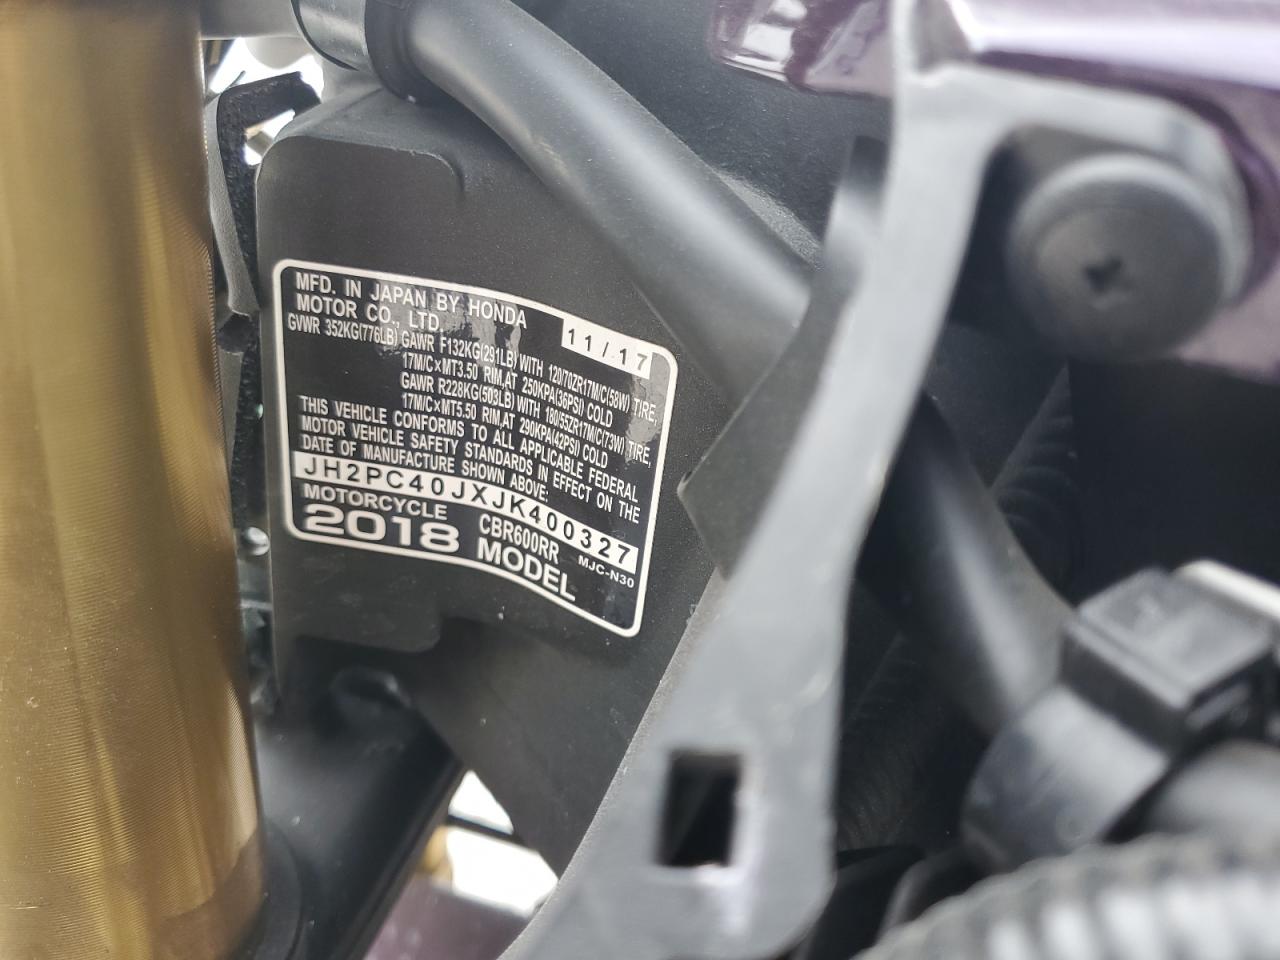 MFD. IN JAPAN BY HONDA
MOTOR CO., LTD. 11/17
GVWR 352KG(776LB) GAWR F132KG(291LB) WITH 120/70ZR17M/C(58W) TIRE,
17M/C×MT3.50 RIM,AT 250KPA(36PSI) COLD
GAWR R228KG(503LB) WITH 180/55ZR17M/C(73W) TIRE,
17M/C×MT5.50 RIM,AT 290KPA(42PSI) COLD
THIS VEHICLE CONFORMS TO ALL APPLICABLE FEDERAL
MOTOR VEHICLE SAFETY STANDARDS IN EFFECT ON THE
DATE OF MANUFACTURE SHOWN ABOVE:
JH2PC40JXJK400327
MOTORCYCLE CBR600RR MJC-N30
2018 MODEL